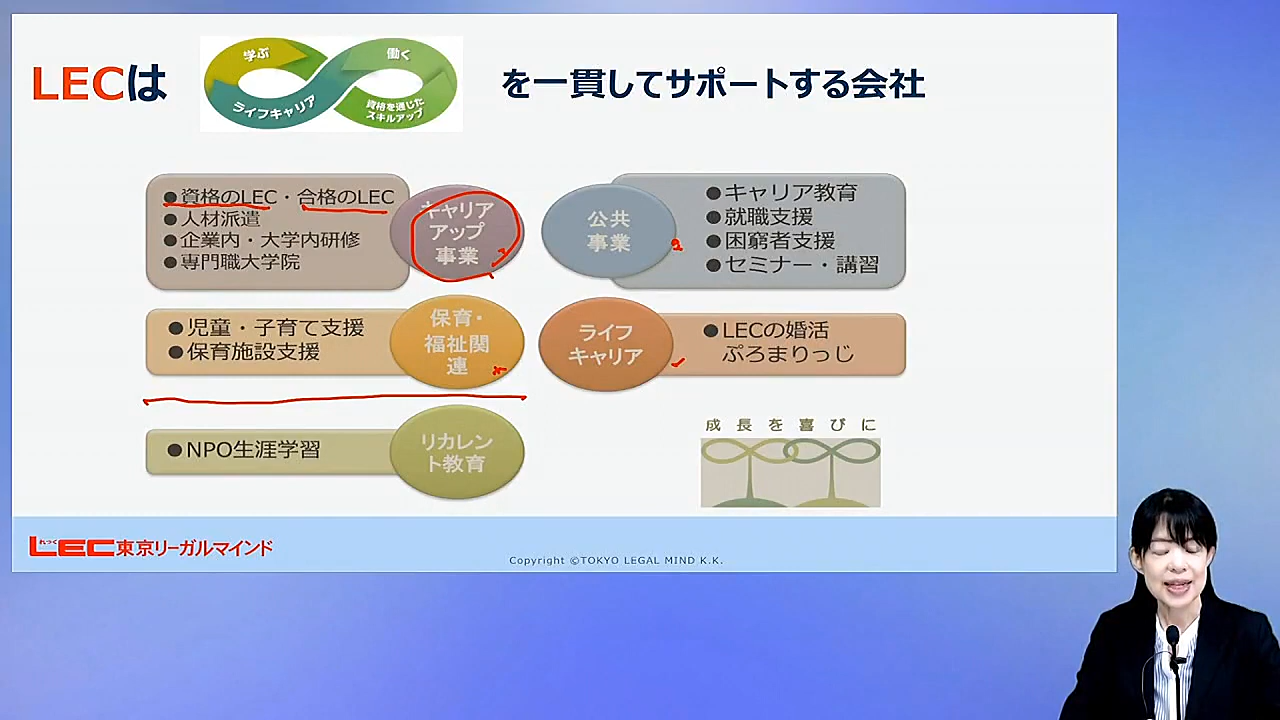 LECは
学ぶ
働く
ライフキャリア
資格を通じた
スキルアップ
を一貫してサポートする会社
●資格のLEC・合格のLEC
●人材派遣
●企業内・大学内研修
●専門職大学院
キャリア
アップ
事業
公共
事業
●キャリア教育
●就職支援
●困窮者支援
●セミナー・講習
●児童・子育て支援
●保育施設支援
保育・
福祉関
連
ライフ
キャリア
●LECの婚活
ぷろまりっじ
●NPO生涯学習
リカレン
ト教育
成長を喜びに
れっく
LEC東京リーガルマインド
Copyright ©TOKYO LEGAL MIND K.K.